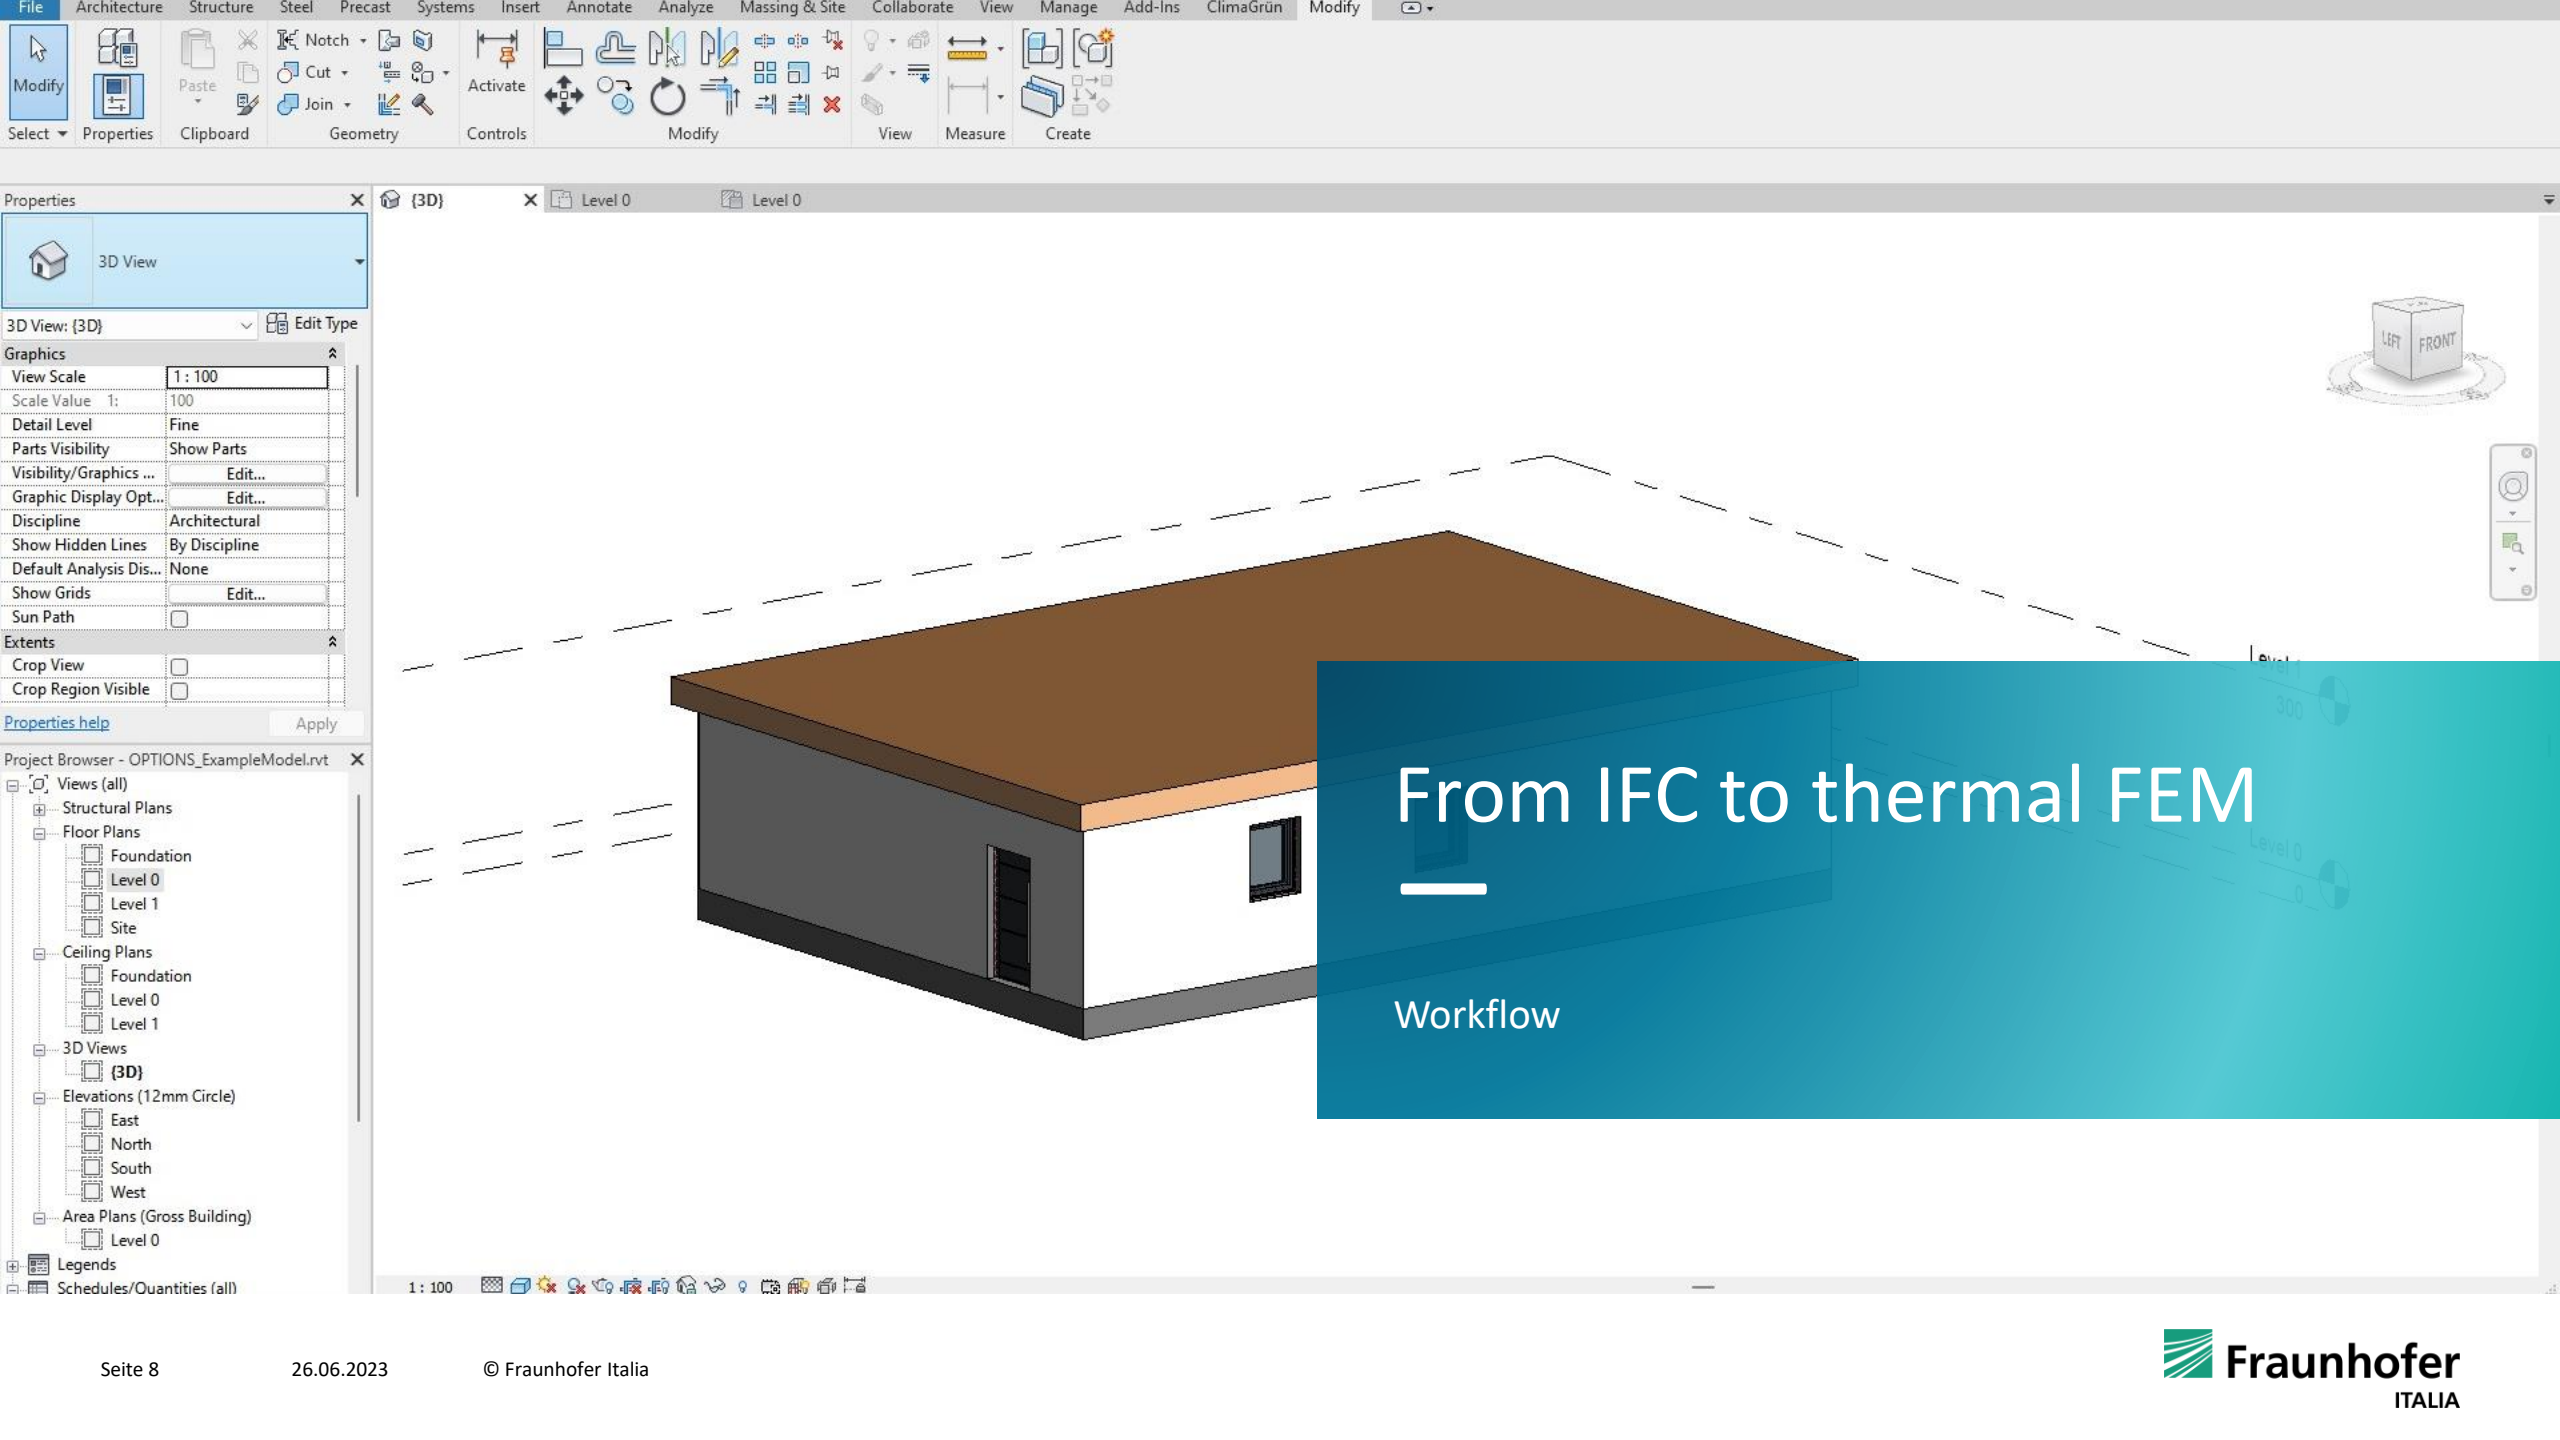 File Architecture Structure Steel Precast Systems Insert Annotate Analyze Massing & Site Collaborate View Manage Add-Ins ClimaGrün Modify
Modify
Paste
Notch
Cut
Join
Activate
Select Properties Clipboard Geometry Controls Modify View Measure Create
Properties
{3D} Level 0 Level 0
3D View
3D View: {3D} Edit Type
Graphics
View Scale 1 : 100
Scale Value 1: 100
Detail Level Fine
Parts Visibility Show Parts
Visibility/Graphics ... Edit...
Graphic Display Opt... Edit...
Discipline Architectural
Show Hidden Lines By Discipline
Default Analysis Dis... None
Show Grids Edit...
Sun Path
Extents
Crop View
Crop Region Visible
Properties help Apply
Project Browser - OPTIONS_ExampleModel.rvt
Views (all)
Structural Plans
Floor Plans
Foundation
Level 0
Level 1
Site
Ceiling Plans
Foundation
Level 0
Level 1
3D Views
{3D}
Elevations (12mm Circle)
East
North
South
West
Area Plans (Gross Building)
Level 0
Legends
Schedules/Quantities (all)
LEFT FRONT
300
From IFC to thermal FEM
Level 0
0
Workflow
1 : 100
Seite 8 26.06.2023 © Fraunhofer Italia
Fraunhofer
ITALIA